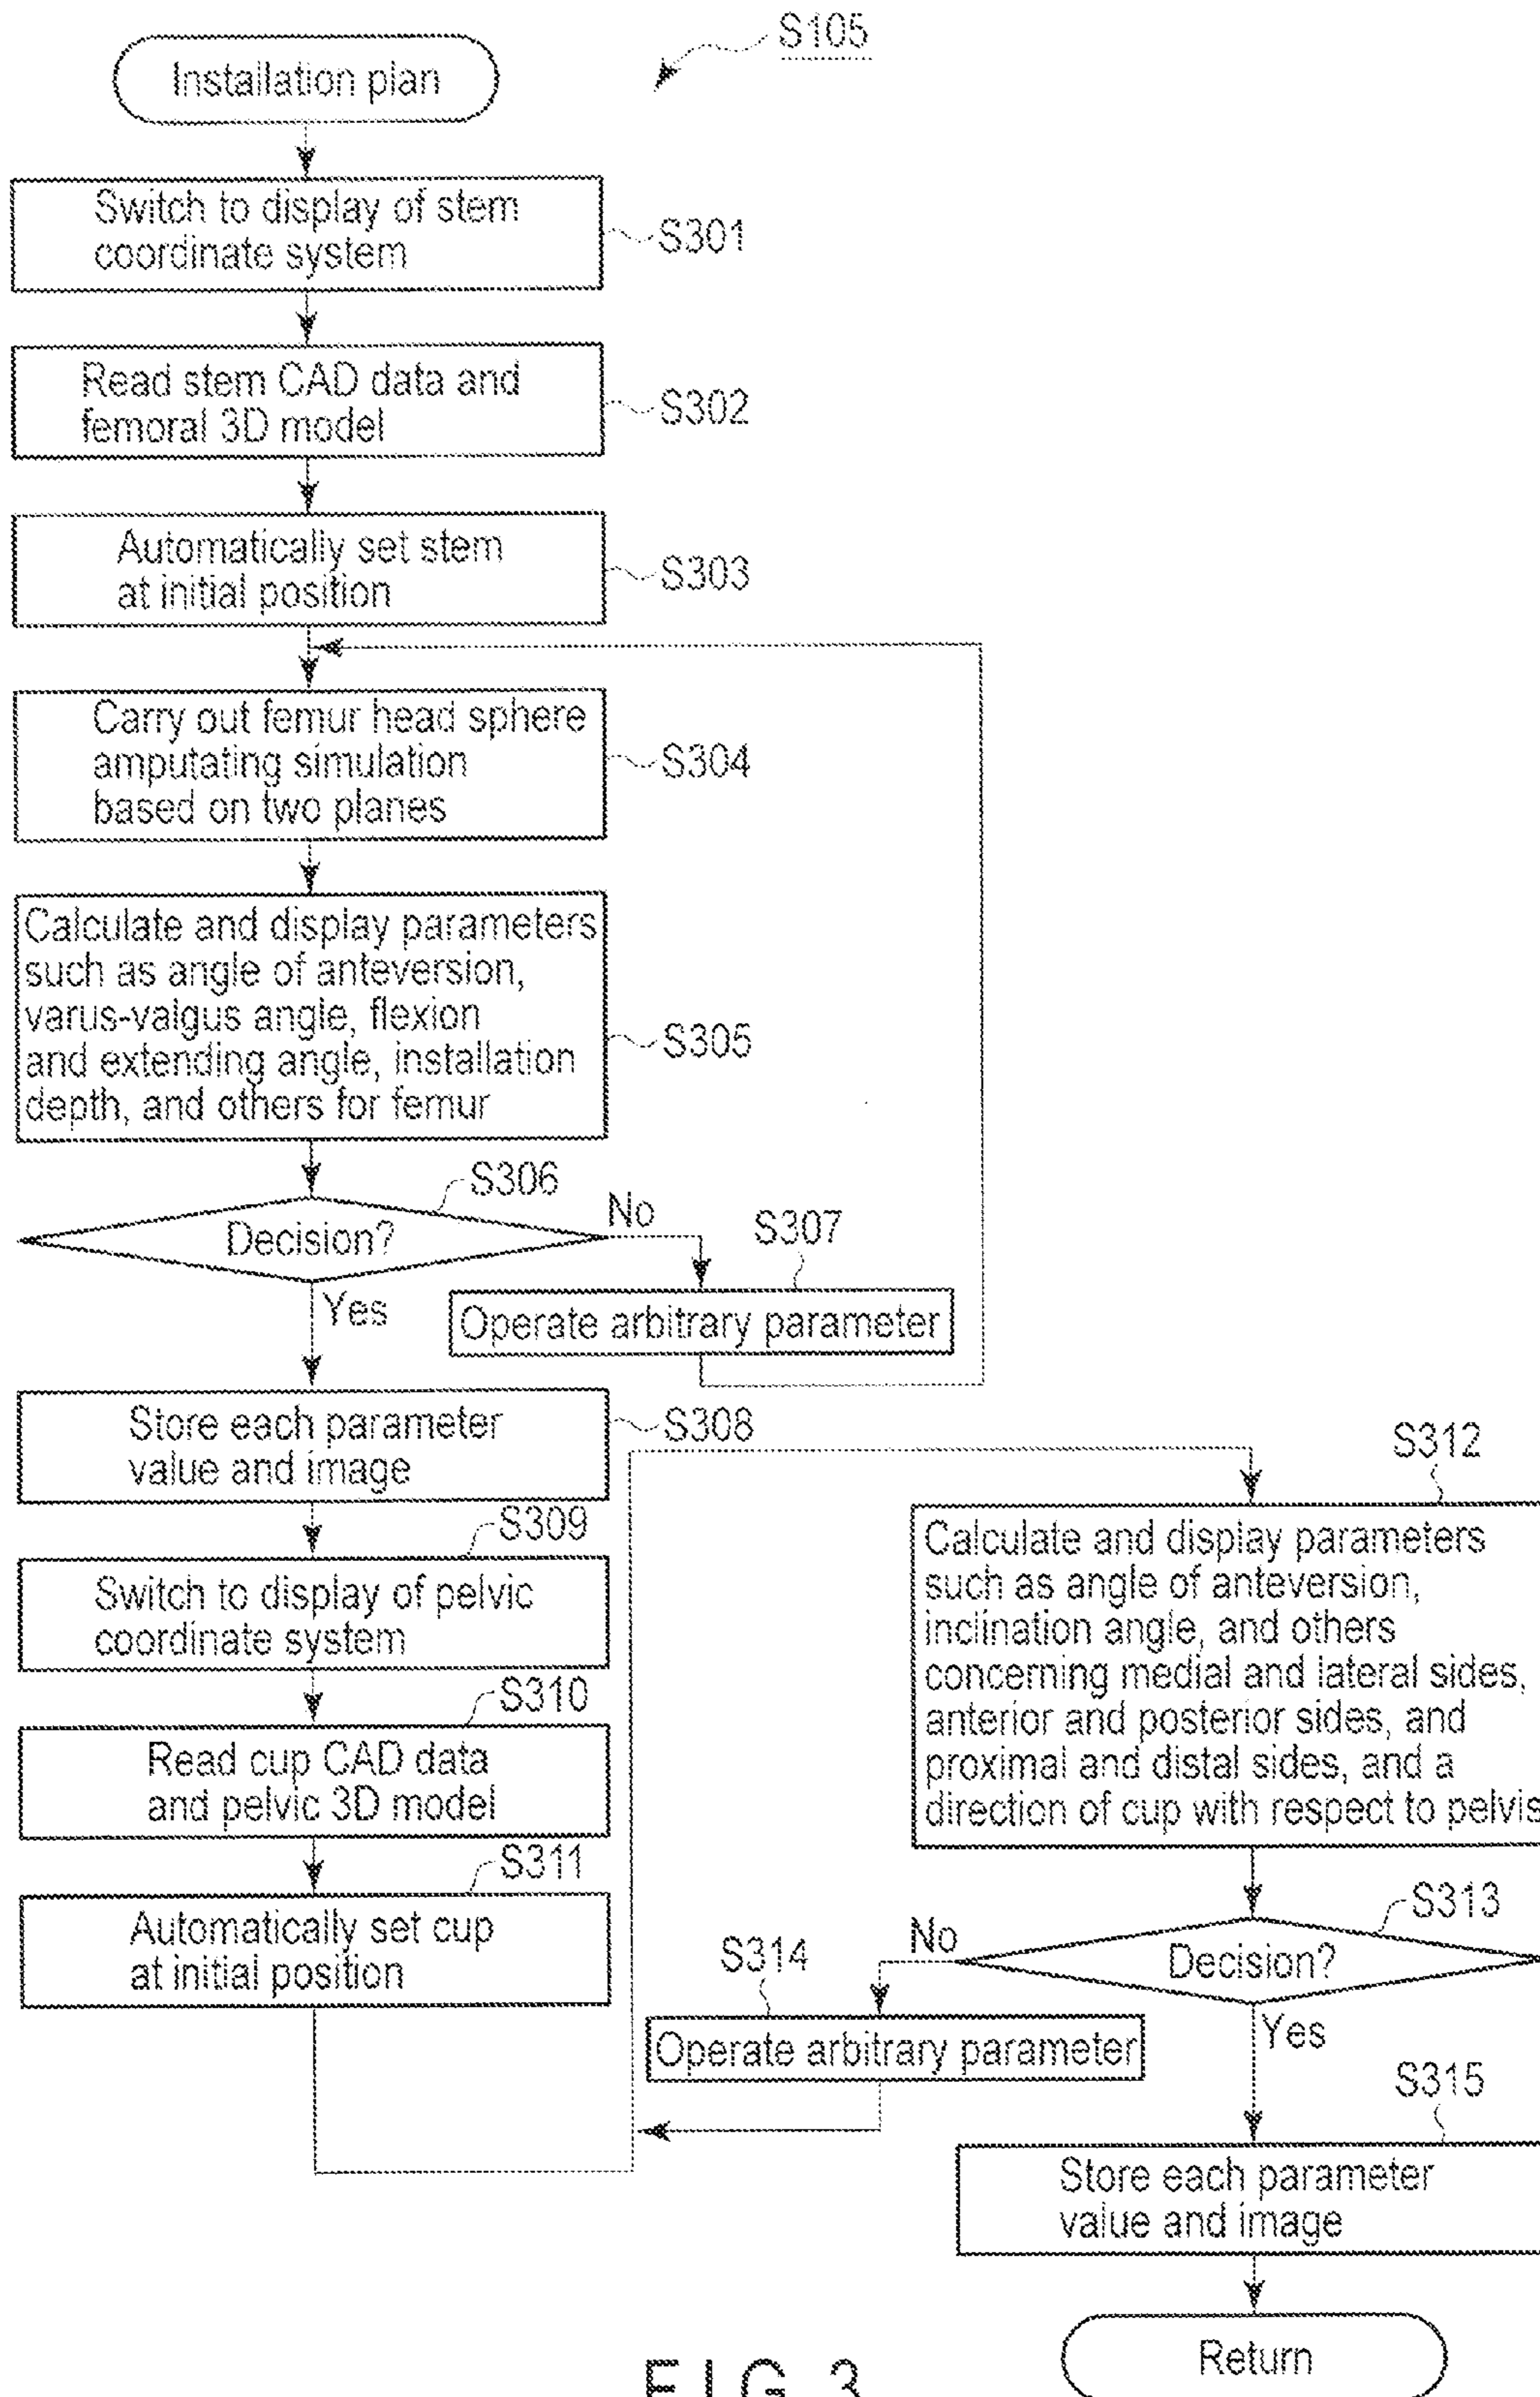 S105
Installation plan
Switch to display of stem
coordinate system
S301
Read stem CAD data and
femoral 3D model
S302
Automatically set stem
at initial position
S303
Carry out femur head sphere
amputating simulation
based on two planes
S304
Calculate and display parameters
such as angle of anteversion,
varus-valgus angle, flexion
and extending angle, installation
depth, and others for femur
S305
S306
Decision?
No
Yes
S307
Operate arbitrary parameter
Store each parameter
value and image
S308
S309
Switch to display of pelvic
coordinate system
S310
Read cup CAD data
and pelvic 3D model
S311
Automatically set cup
at initial position
S312
Calculate and display parameters
such as angle of anteversion,
inclination angle, and others
concerning medial and lateral sides,
anterior and posterior sides, and
proximal and distal sides, and a
direction of cup with respect to pelvis
S313
Decision?
No
Yes
S314
Operate arbitrary parameter
S315
Store each parameter
value and image
Return
FIG. 3